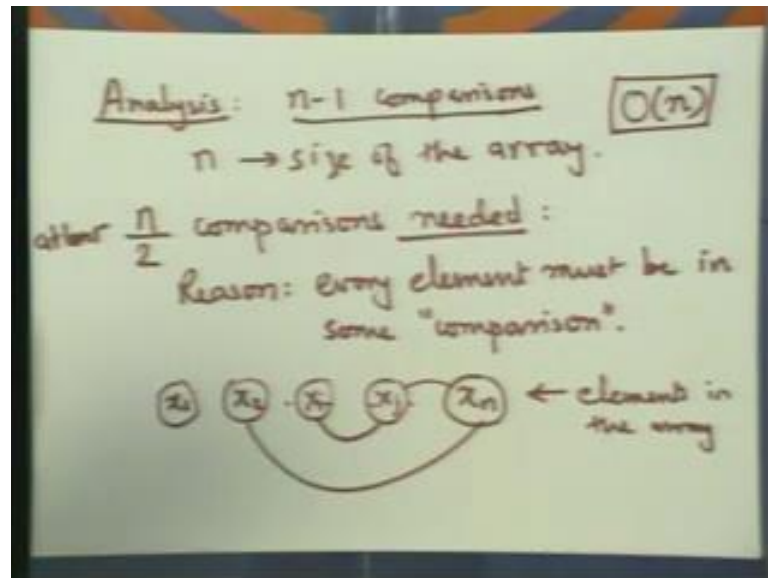 Analysis: n-1 comparisons O(n)
n → size of the array.
atleast n/2 comparisons needed:
Reason: every element must be in
some "comparison".
x₁ x₂ . xᵢ xⱼ . xₙ ← element in
the array